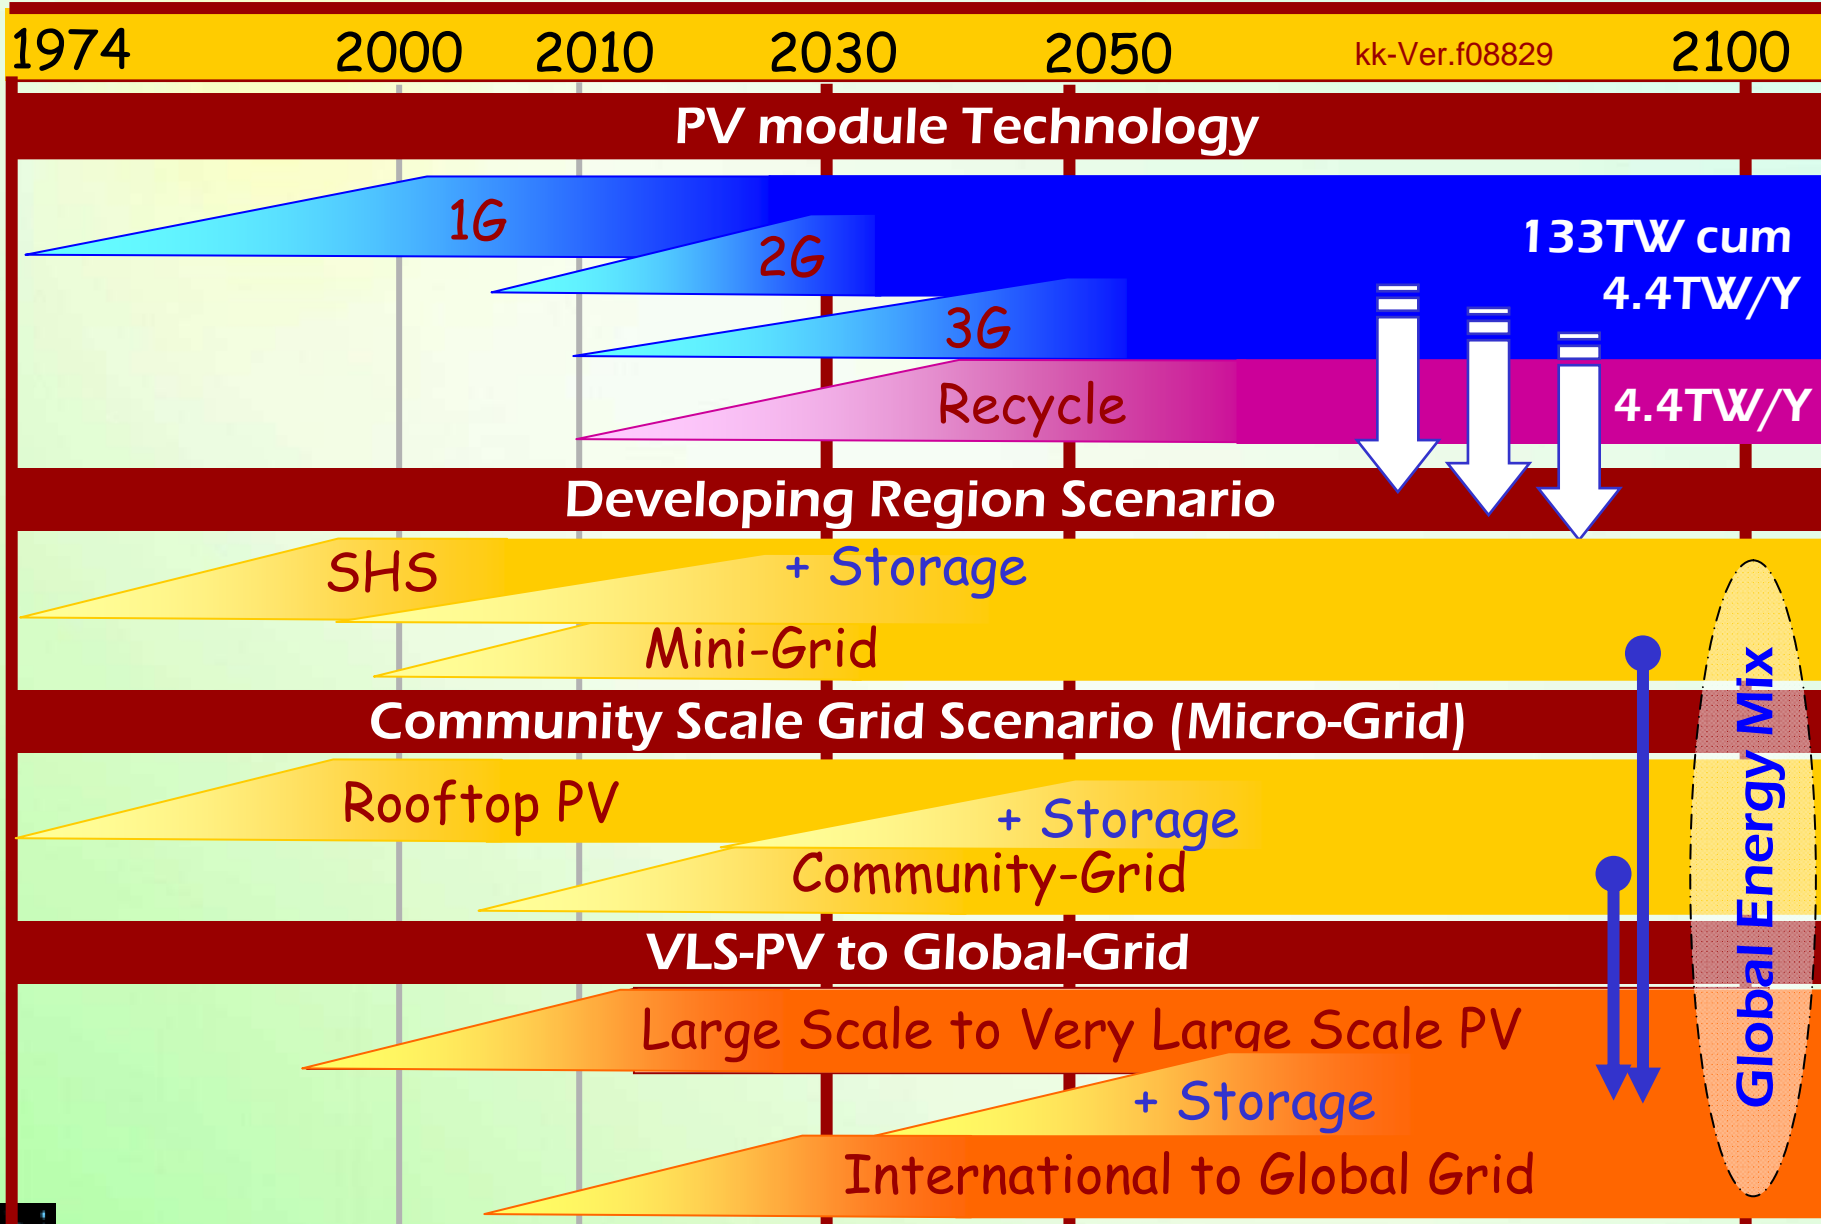 1974 2000 2010 2030 2050 kk-Ver.f08829 2100
PV module Technology
1G
133TW cum
2G
4.4TW/Y
3G
Recycle
4.4TW/Y
Developing Region Scenario
SHS
+ Storage
Mini-Grid
Community Scale Grid Scenario (Micro-Grid)
Rooftop PV
+ Storage
Community-Grid
VLS-PV to Global-Grid
Large Scale to Very Large Scale PV
+ Storage
International to Global Grid
Global Energy Mix